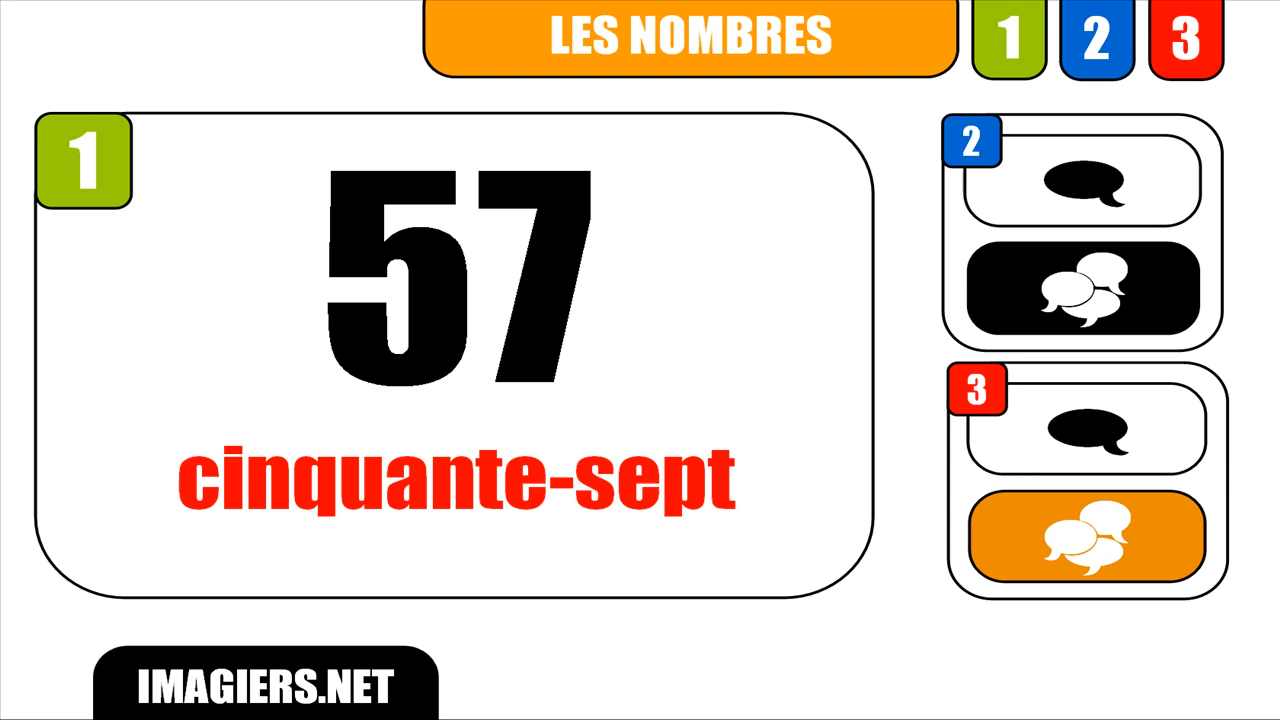 LES NOMBRES
1 2 3
1
57
cinquante-sept
2
3
IMAGIERS.NET